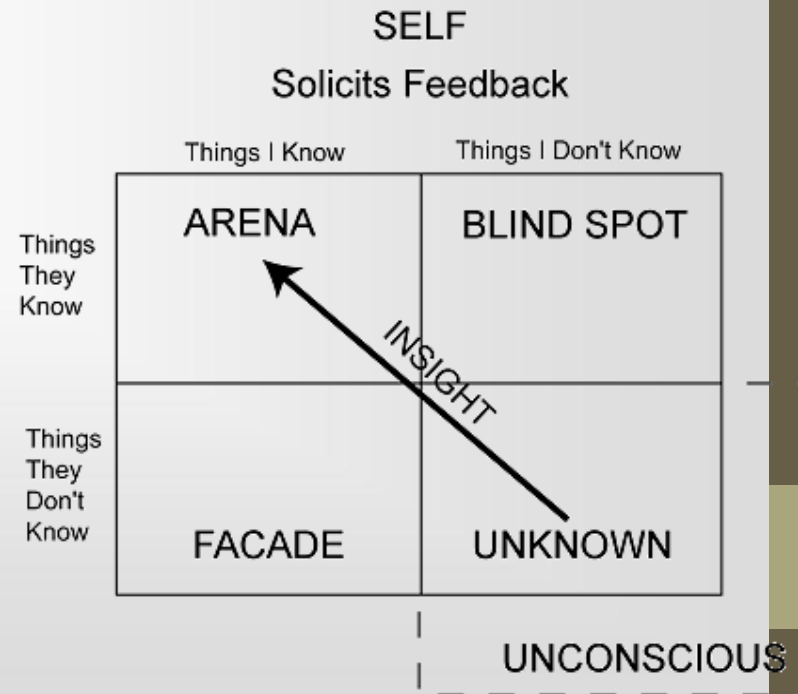 SELF
Solicits Feedback
Things I Know
Things I Don't Know
ARENA
BLIND SPOT
Things
They
Know
INSIGHT
Things
They
Don't
Know
FACADE
UNKNOWN
UNCONSCIOUS